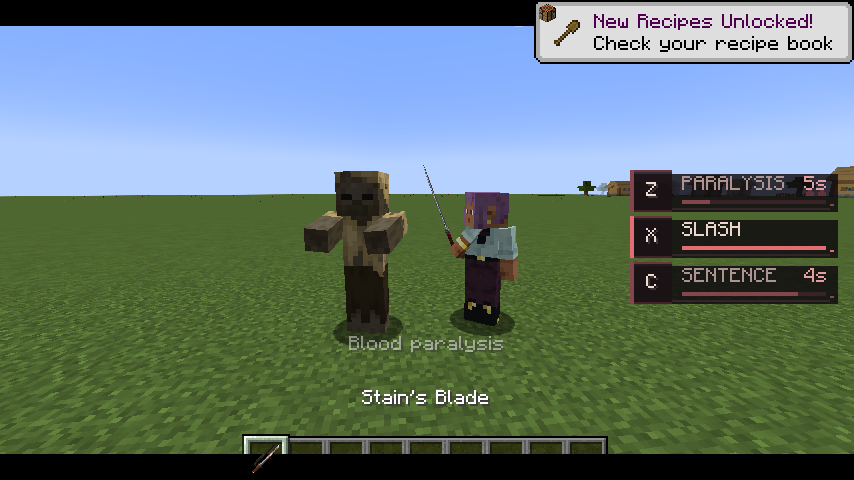 New Recipes Unlocked!
Check your recipe book
Z PARALYSIS 5s
X SLASH
C SENTENCE 4s
Blood paralysis
Stain's Blade